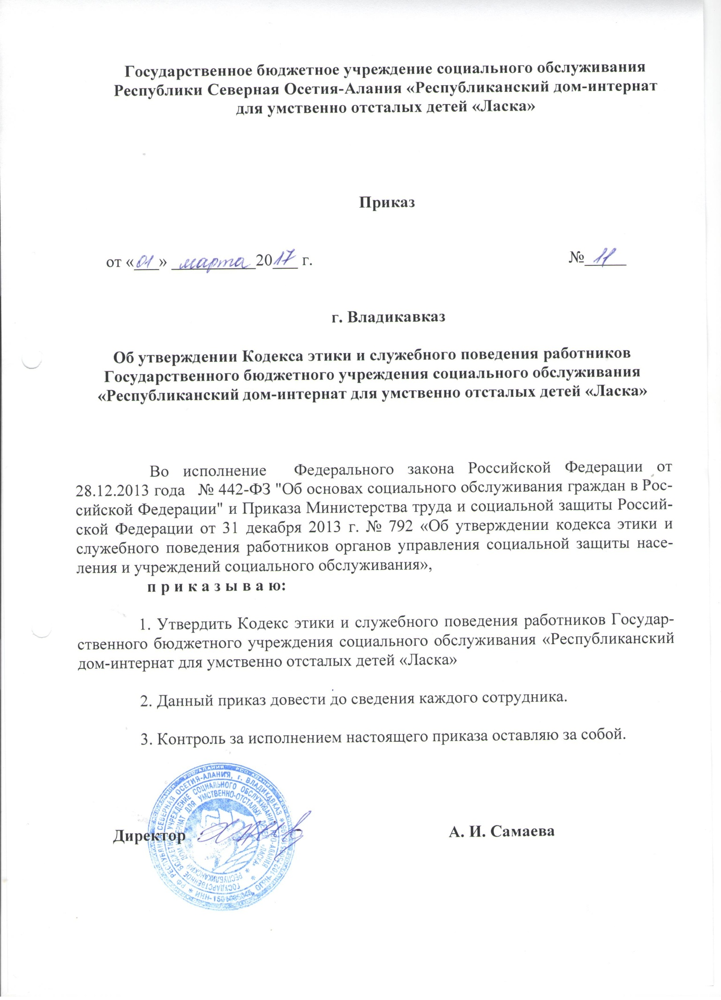 Государственное бюджетное учреждение социального обслуживания
Республики Северная Осетия-Алания «Республиканский дом-интернат
для умственно отсталых детей «Ласка»
Приказ
от «01» марта 2017 г. № 11
г. Владикавказ
Об утверждении Кодекса этики и служебного поведения работников
Государственного бюджетного учреждения социального обслуживания
«Республиканский дом-интернат для умственно отсталых детей «Ласка»
Во исполнение Федерального закона Российской Федерации от
28.12.2013 года № 442-ФЗ "Об основах социального обслуживания граждан в Рос-
сийской Федерации" и Приказа Министерства труда и социальной защиты Россий-
ской Федерации от 31 декабря 2013 г. № 792 «Об утверждении кодекса этики и
служебного поведения работников органов управления социальной защиты насе-
ления и учреждений социального обслуживания»,
п р и к а з ы в а ю:
1. Утвердить Кодекс этики и служебного поведения работников Государ-
ственного бюджетного учреждения социального обслуживания «Республиканский
дом-интернат для умственно отсталых детей «Ласка»
2. Данный приказ довести до сведения каждого сотрудника.
3. Контроль за исполнением настоящего приказа оставляю за собой.
Директор А. И. Самаева
РФ РЕСПУБЛИКА СЕВЕРНАЯ ОСЕТИЯ-АЛАНИЯ, г. ВЛАДИКАВКАЗ
ГОСУДАРСТВЕННОЕ БЮДЖЕТНОЕ УЧРЕЖДЕНИЕ СОЦИАЛЬНОГО ОБСЛУЖИВАНИЯ РСО-АЛАНИЯ
РЕСПУБЛИКАНСКИЙ ДОМ-ИНТЕРНАТ ДЛЯ УМСТВЕННО-ОТСТАЛЫХ ДЕТЕЙ «ЛАСКА»